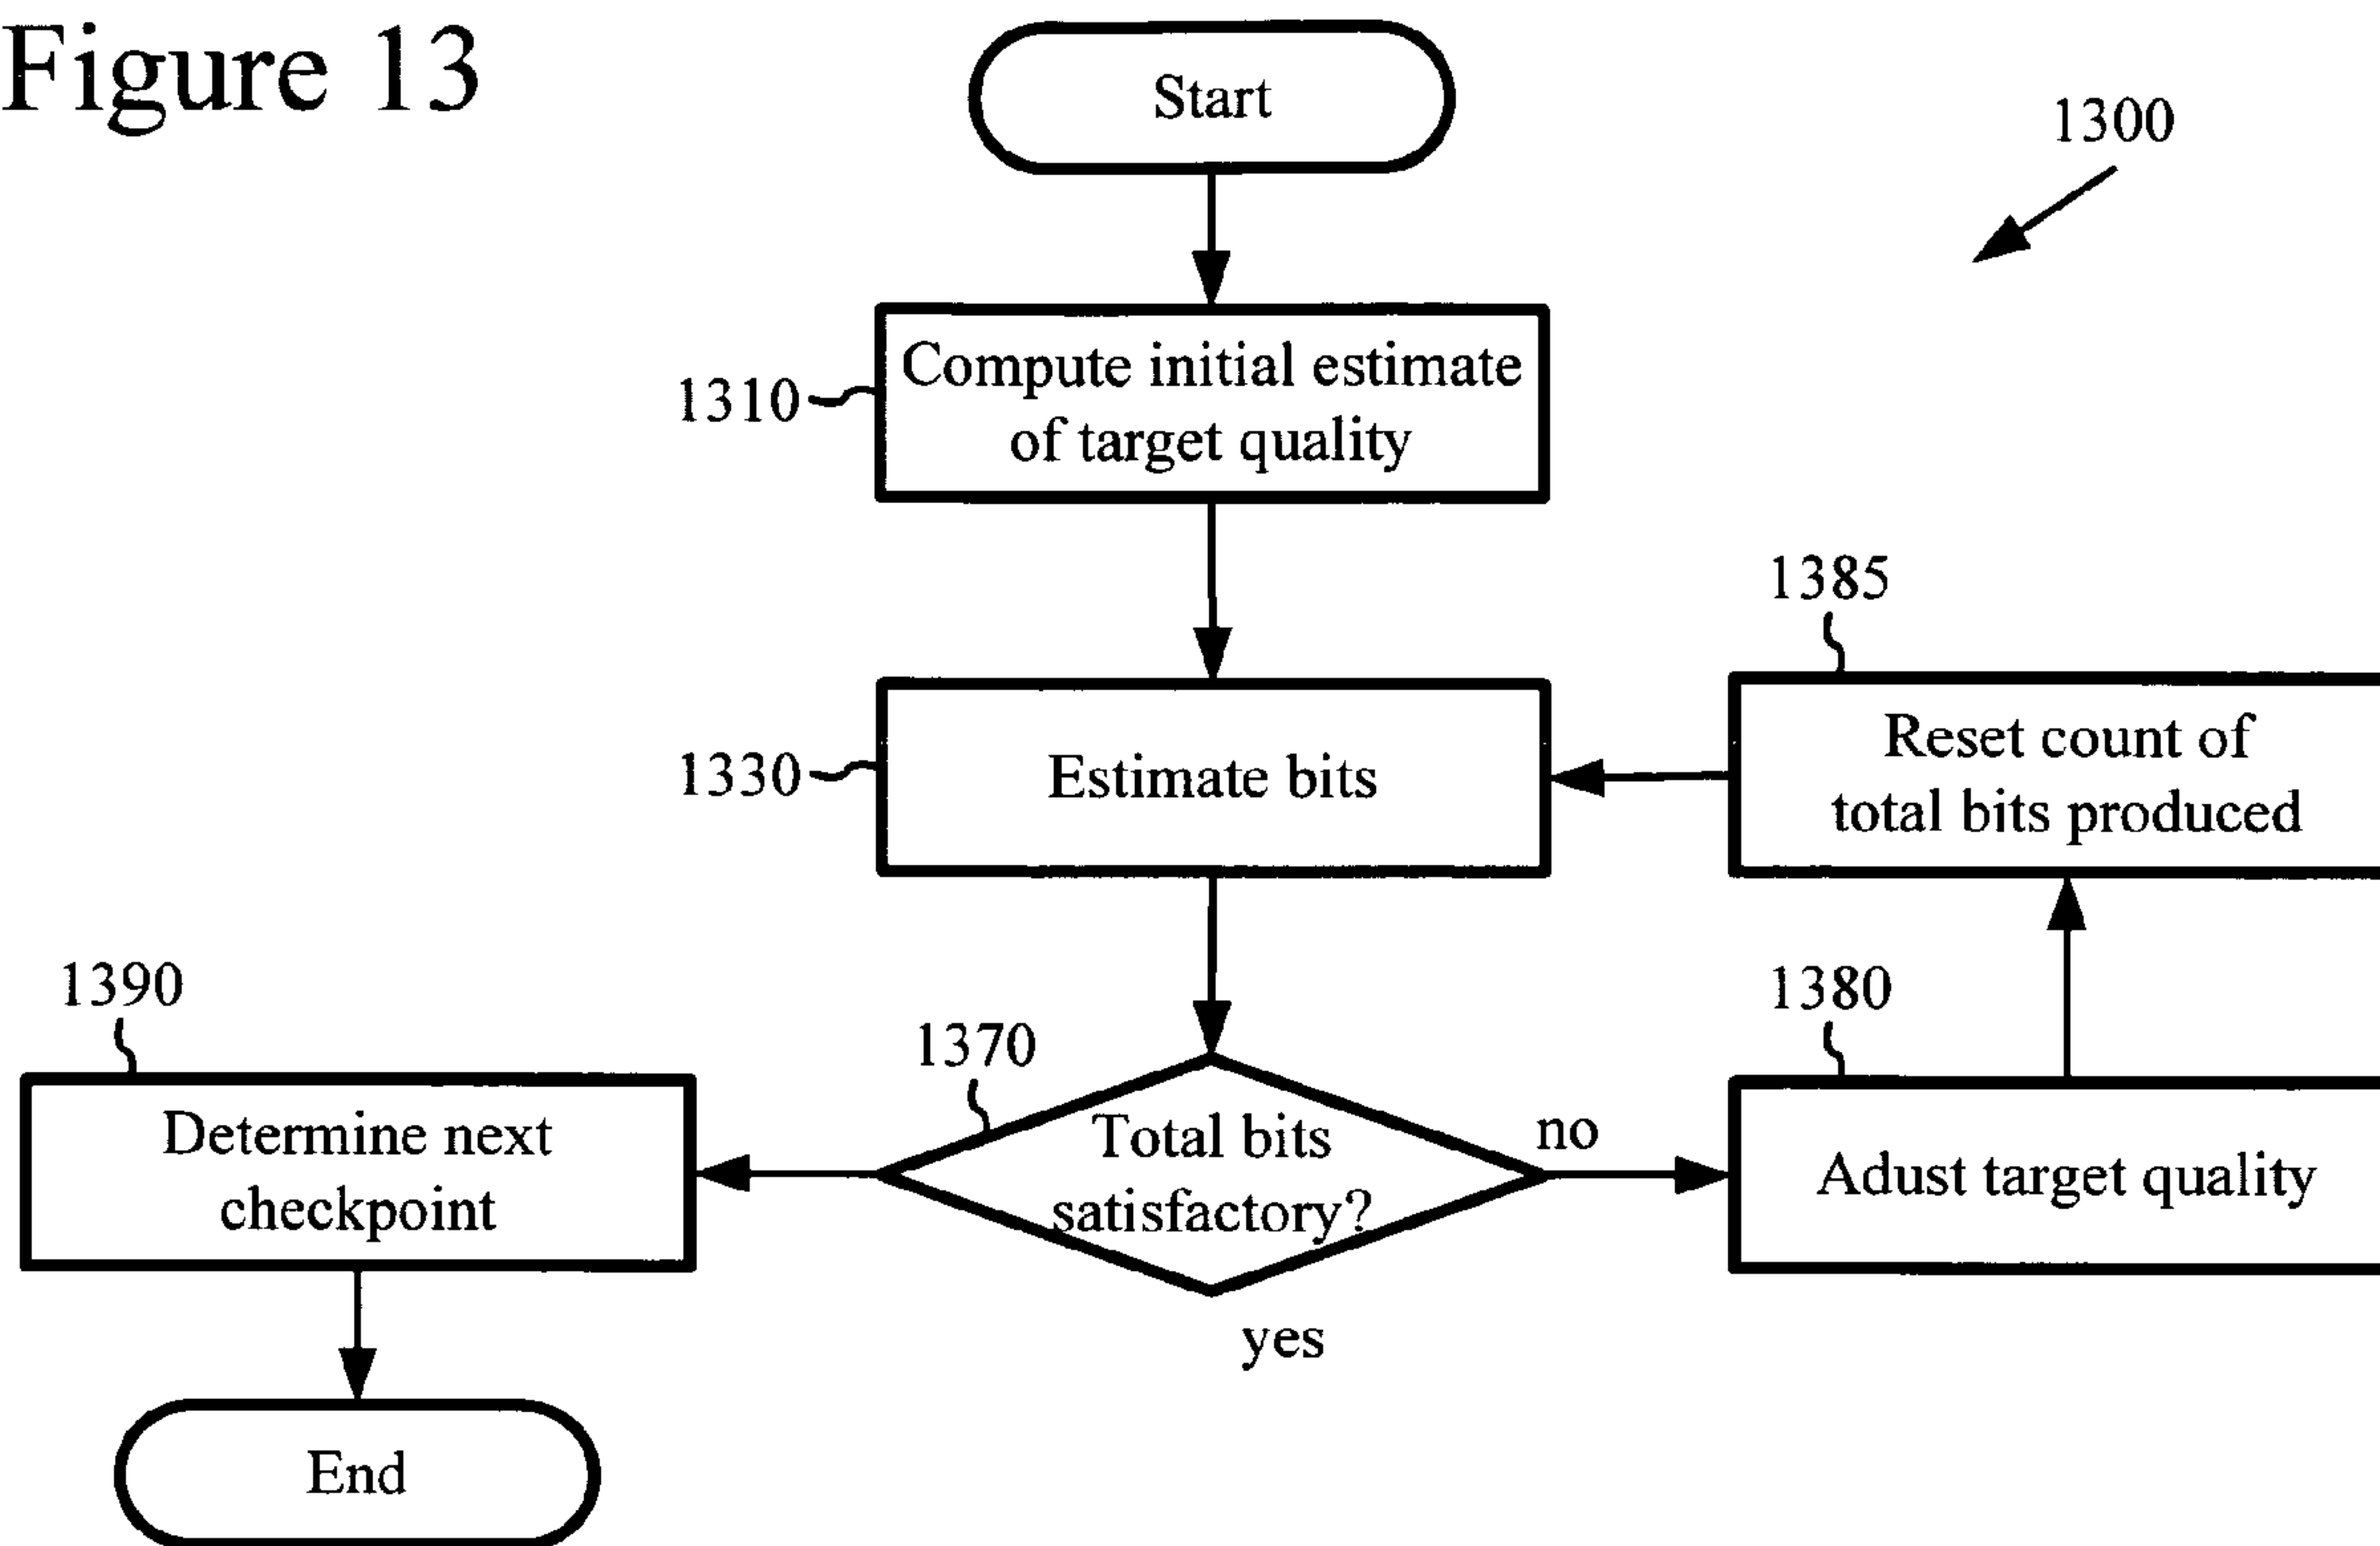 Figure 13
Start
1300
1310
Compute initial estimate
of target quality
1385
1330
Estimate bits
Reset count of
total bits produced
1390
1370
1380
Determine next
checkpoint
Total bits
satisfactory?
no
Adust target quality
yes
End